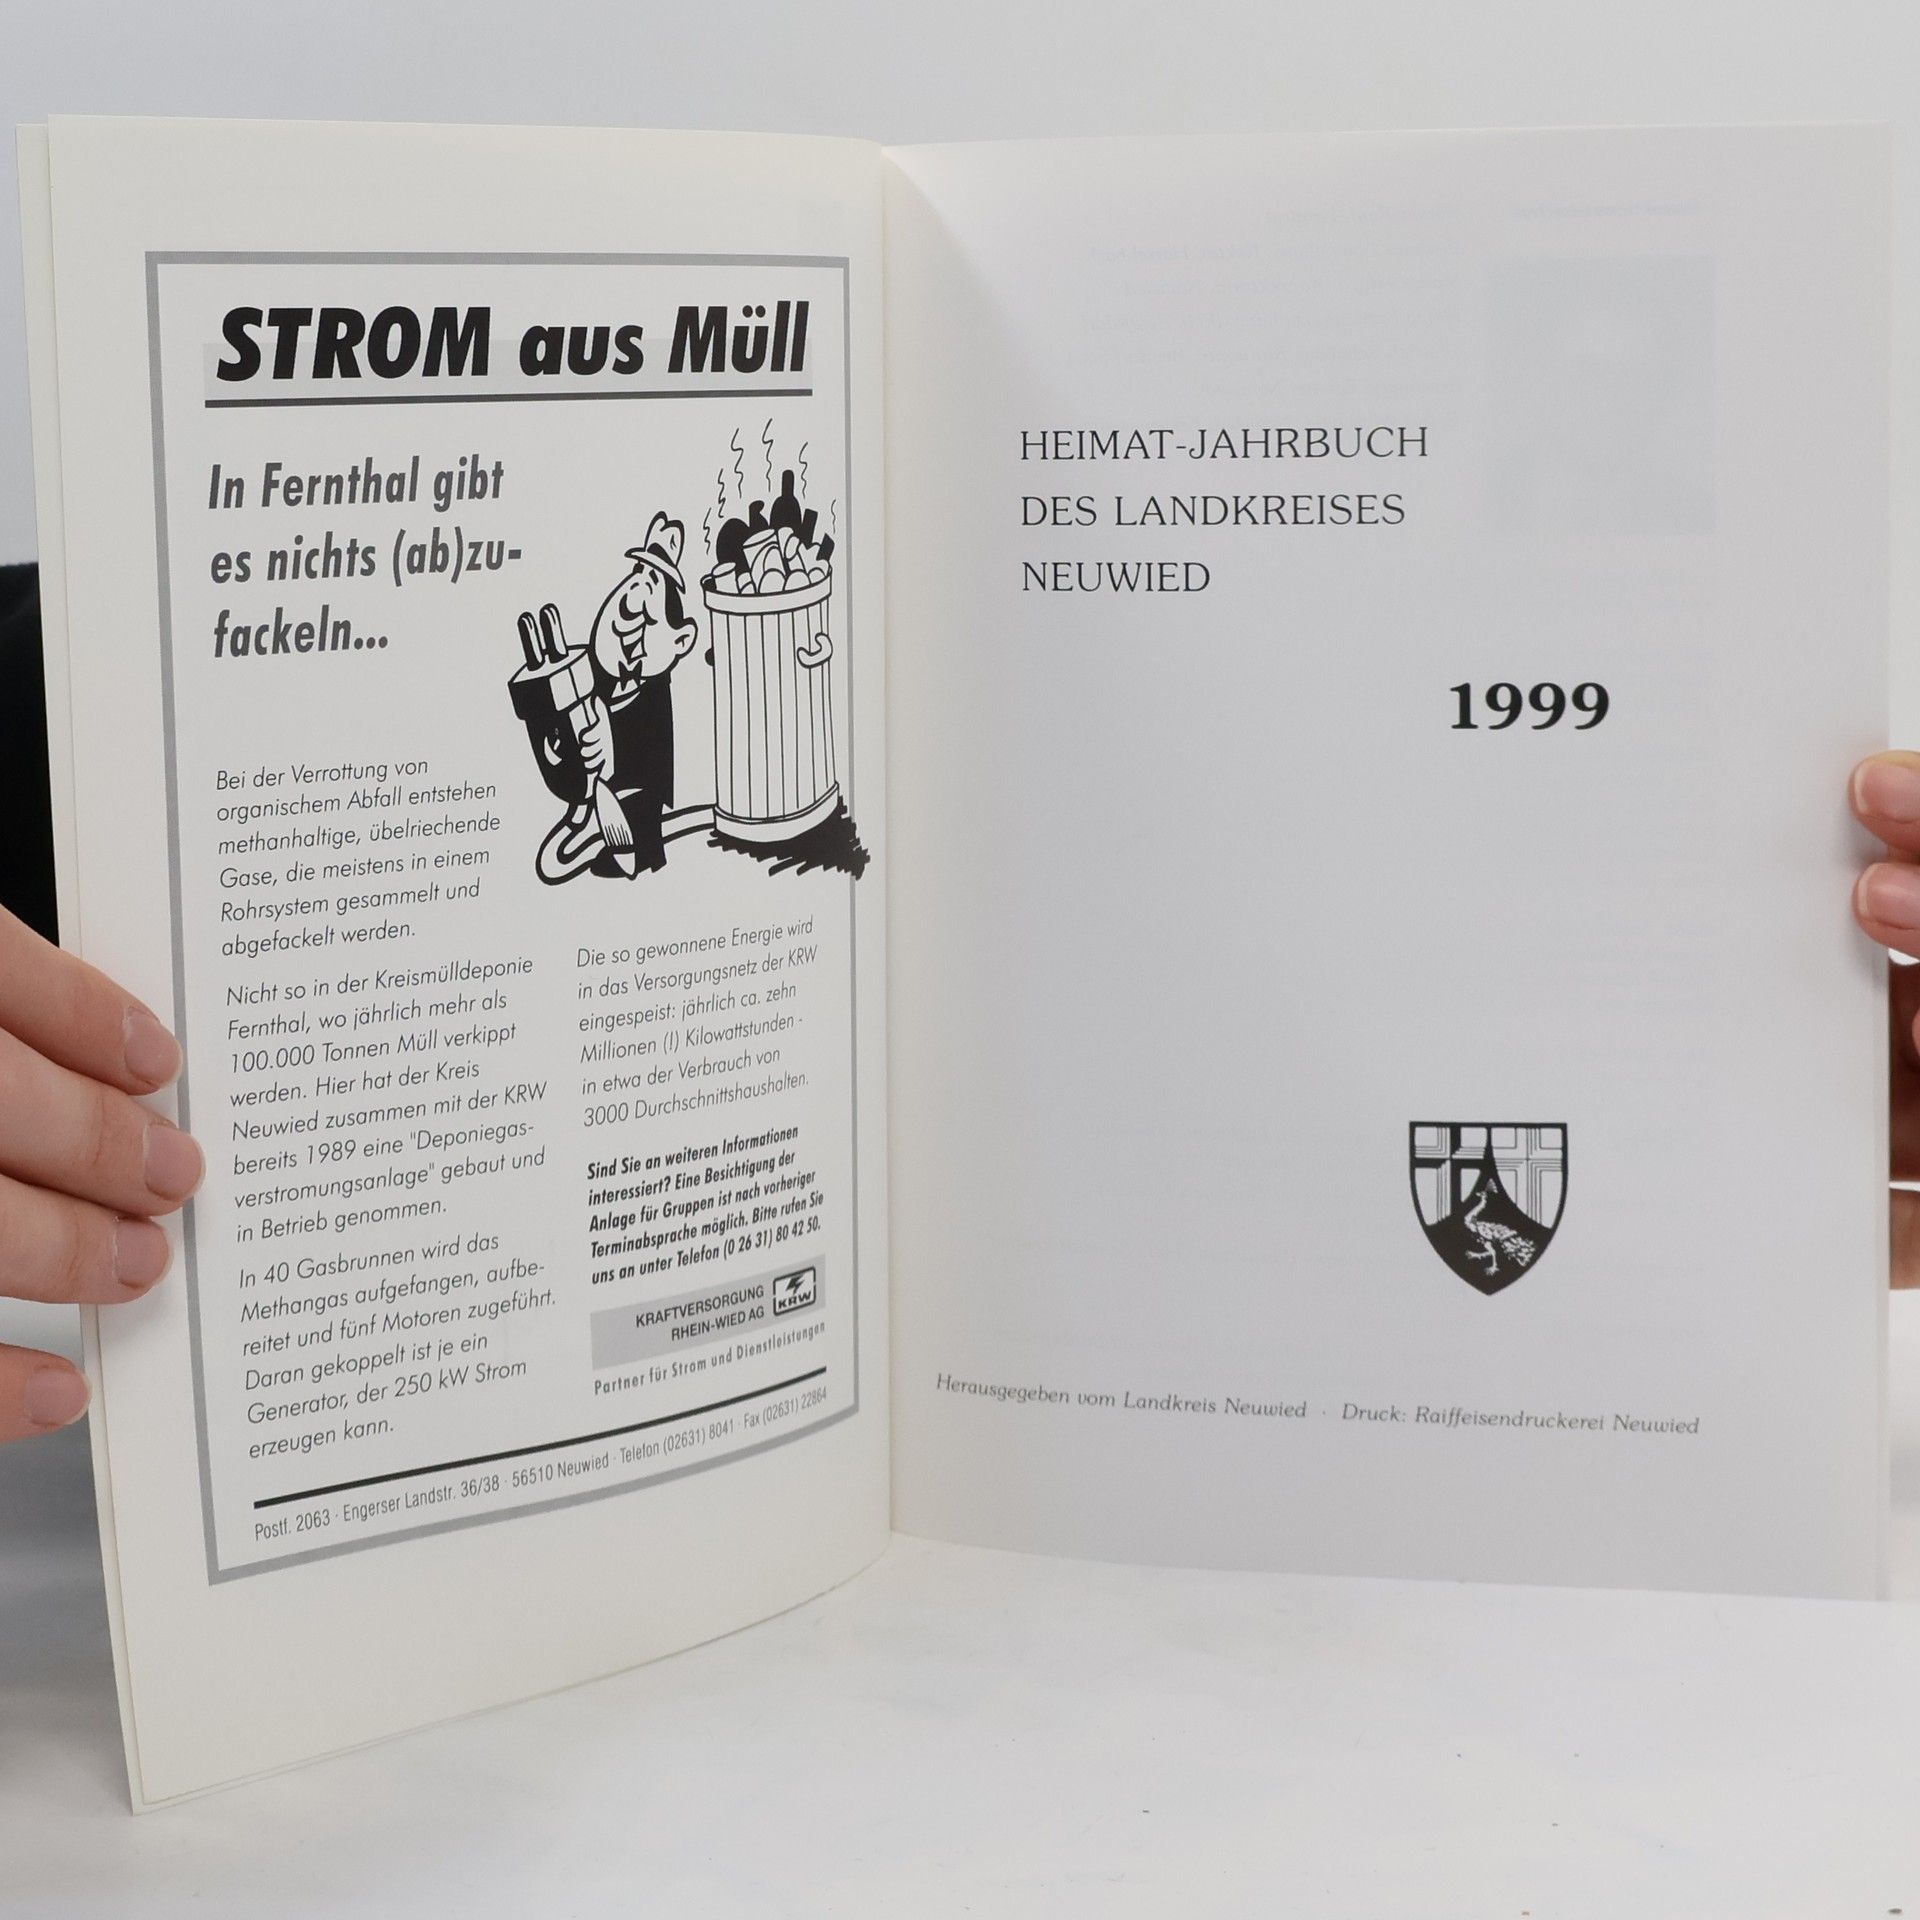 STROM aus Müll
In Fernthal gibt
es nichts (ab)zu-
fackeln...
Bei der Verrottung von
organischem Abfall entstehen
methanhaltige, übelriechende
Gase, die meistens in einem
Rohrsystem gesammelt und
abgefackelt werden.
Nicht so in der Kreismülldeponie
Fernthal, wo jährlich mehr als
100.000 Tonnen Müll verkippt
werden. Hier hat der Kreis
Neuwied zusammen mit der KRW
bereits 1989 eine "Deponiegas-
verstromungsanlage" gebaut und
in Betrieb genommen.
In 40 Gasbrunnen wird das
Methangas aufgefangen, aufbe-
reitet und fünf Motoren zugeführt.
Daran gekoppelt ist je ein
Generator, der 250 kW Strom
erzeugen kann.
Die so gewonnene Energie wird
in das Versorgungsnetz der KRW
eingespeist: jährlich ca. zehn
Millionen (!) Kilowattstunden -
in etwa der Verbrauch von
3000 Durchschnittshaushalten.
Sind Sie an weiteren Informationen
interessiert? Eine Besichtigung der
Anlage für Gruppen ist nach vorheriger
Terminabsprache möglich. Bitte rufen Sie
uns an unter Telefon (0 26 31) 80 42 50.
KRAFTVERSORGUNG
RHEIN-WIED AG
KRW
Partner für Strom und Dienstleistungen
Postf. 2063 · Engerser Landstr. 36/38 · 56510 Neuwied · Telefon (02631) 8041 · Fax (02631) 22864
HEIMAT-JAHRBUCH
DES LANDKREISES
NEUWIED
1999
Herausgegeben vom Landkreis Neuwied · Druck: Raiffeisendruckerei Neuwied